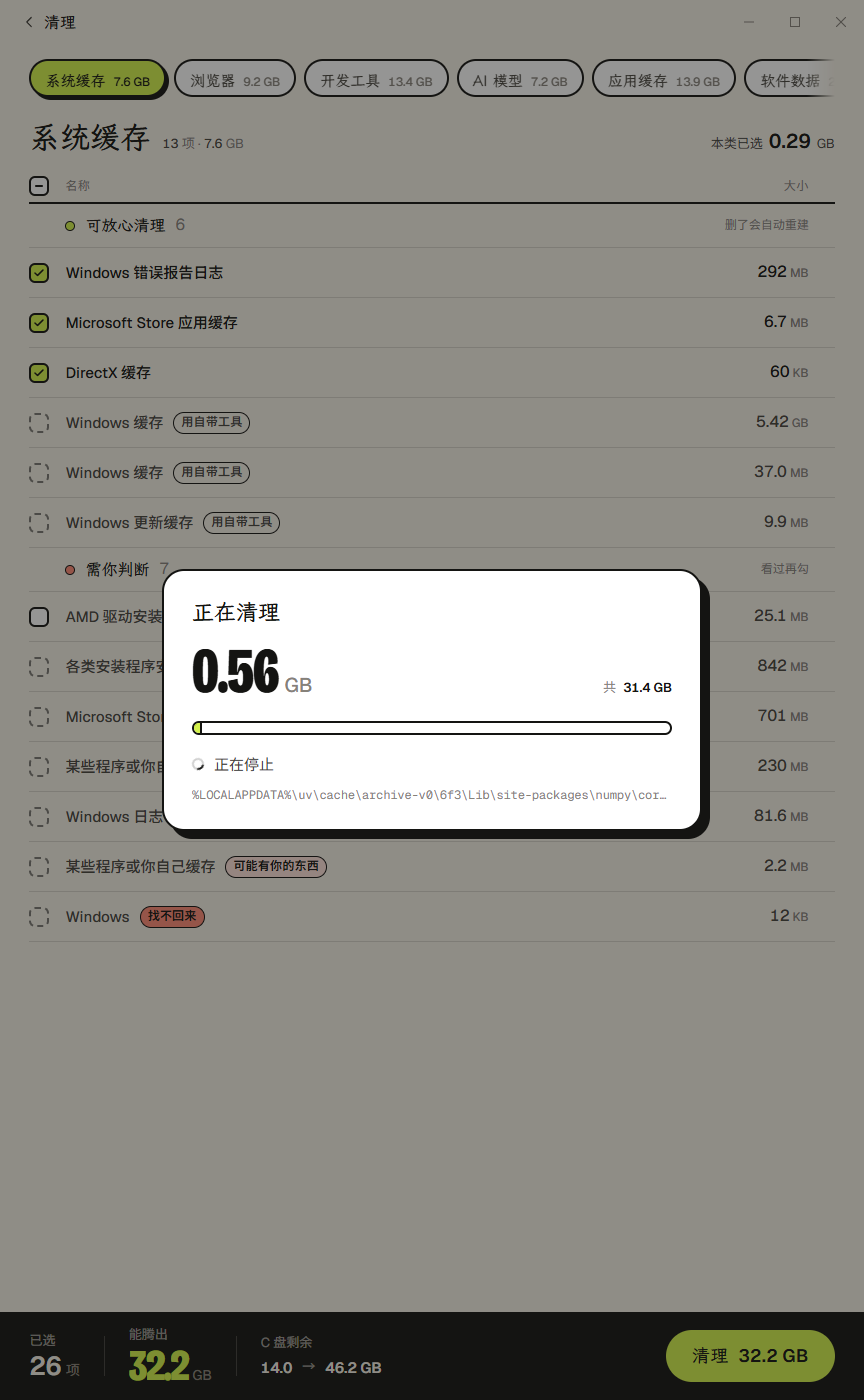 清理
系统缓存 7.6 GB 浏览器 9.2 GB 开发工具 13.4 GB AI 模型 7.2 GB 应用缓存 13.9 GB 软件数据
系统缓存 13 项 · 7.6 GB 本类已选 0.29 GB
名称 大小
可放心清理 6 删了会自动重建
Windows 错误报告日志 292 MB
Microsoft Store 应用缓存 6.7 MB
DirectX 缓存 60 KB
Windows 缓存 用自带工具 5.42 GB
Windows 缓存 用自带工具 37.0 MB
Windows 更新缓存 用自带工具 9.9 MB
需你判断 7 看过再勾
AMD 驱动安装 25.1 MB
各类安装程序 842 MB
Microsoft Sto 701 MB
某些程序或你 230 MB
Windows 日志 81.6 MB
某些程序或你自己缓存 可能有你的东西 2.2 MB
Windows 找不回来 12 KB
正在清理
0.56 GB 共 31.4 GB
正在停止
%LOCALAPPDATA%\uv\cache\archive-v0\6f3\Lib\site-packages\numpy\cor…
已选 能腾出 C 盘剩余
26 项 32.2 GB 14.0 → 46.2 GB 清理 32.2 GB